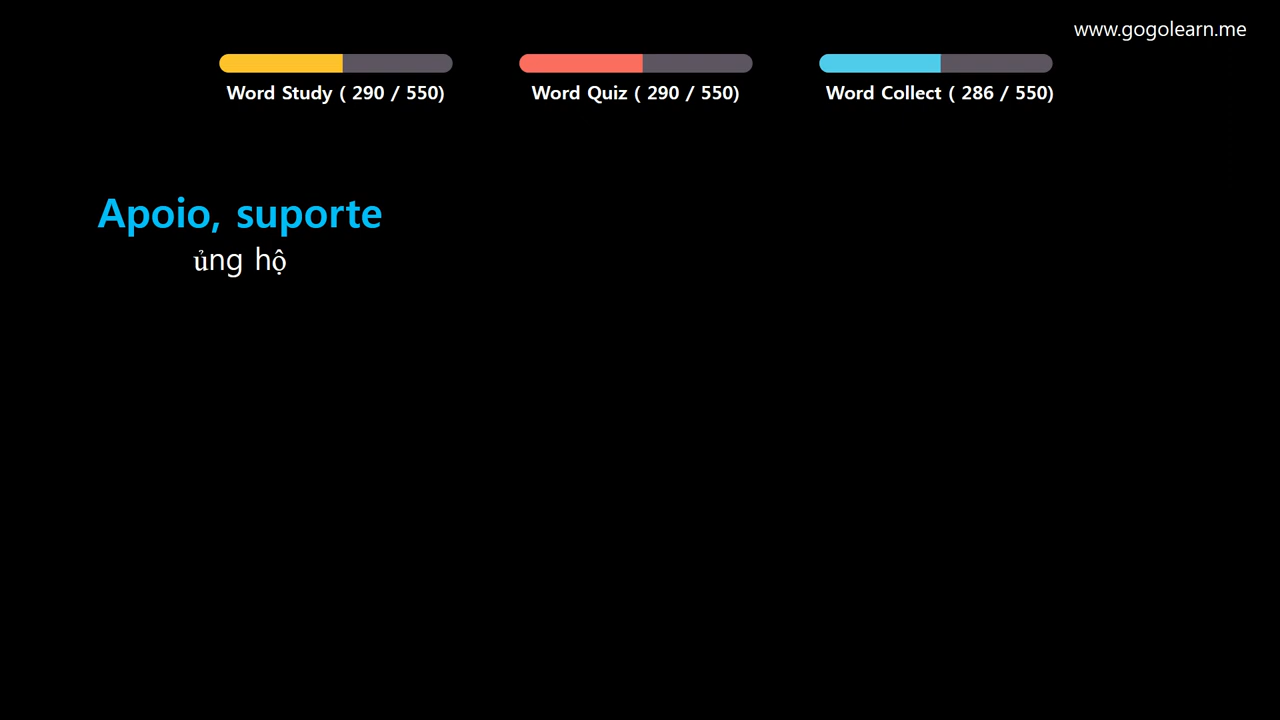 www.gogolearn.me
Word Study ( 290 / 550)
Word Quiz ( 290 / 550)
Word Collect ( 286 / 550)
Apoio, suporte
ủng hộ